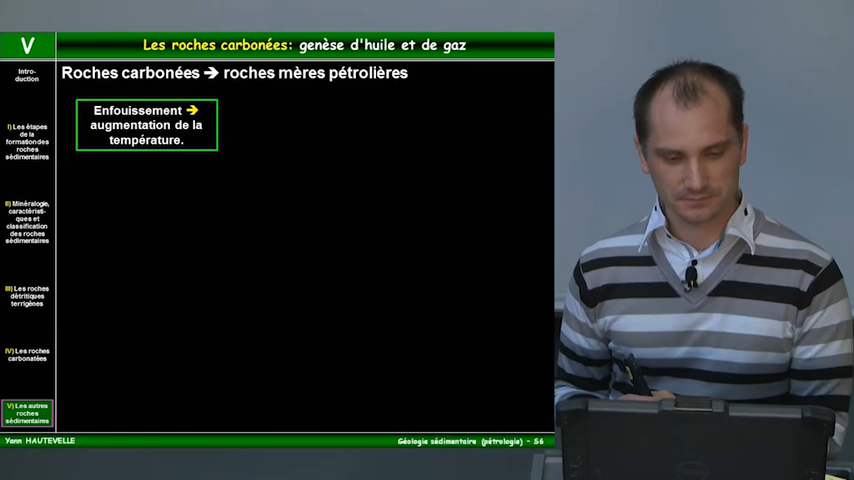 V
Les roches carbonées: genèse d'huile et de gaz
Intro-
duction
I) Les étapes
de la
formation des
roches
sédimentaires
II) Minéralogie,
caractéristi-
ques et
classification
des roches
sédimentaires
III) Les roches
détritiques
terrigènes
IV) Les roches
carbonatées
V) Les autres
roches
sédimentaires
Roches carbonées ➔ roches mères pétrolières
Enfouissement ➔
augmentation de la
température.
Yann HAUTEVELLE
Géologie sédimentaire (pétrologie) - 56